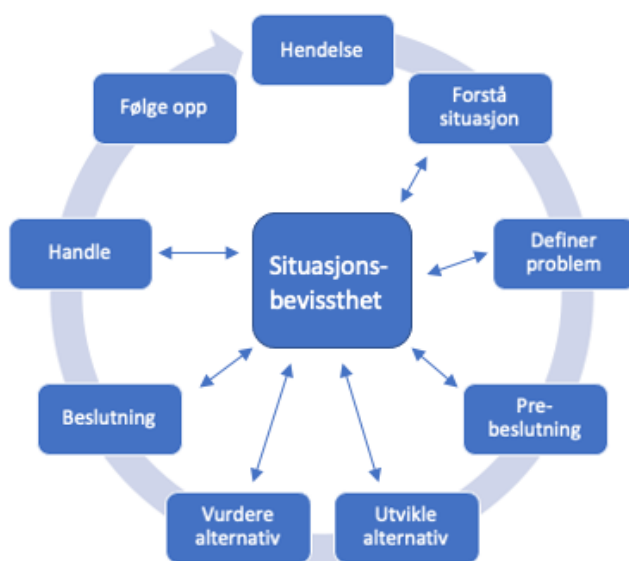 Hendelse
Forstå
situasjon
Definer
problem
Pre-
beslutning
Utvikle
alternativ
Vurdere
alternativ
Beslutning
Handle
Følge opp
Situasjons-
bevissthet